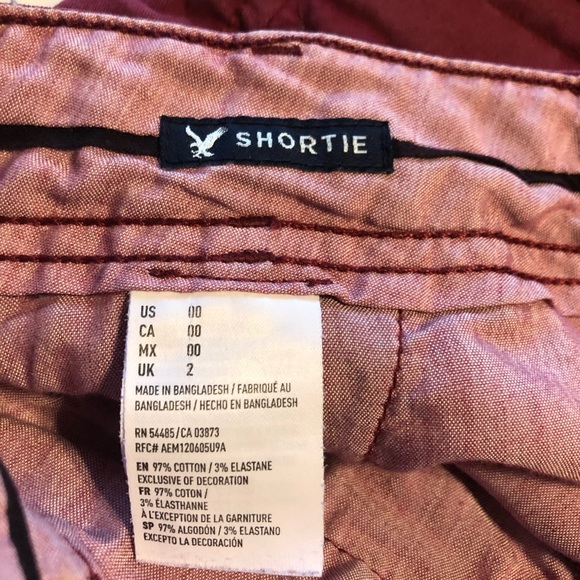 SHORTIE
US 00
CA 00
MX 00
UK 2
MADE IN BANGLADESH / FABRIQUÉ AU
BANGLADESH / HECHO EN BANGLADESH
RN 54485/CA 03873
RFC# AEM120605U9A
EN 97% COTTON / 3% ELASTANE
EXCLUSIVE OF DECORATION
FR 97% COTON /
3% ÉLASTHANNE
À L'EXCEPTION DE LA GARNITURE
SP 97% ALGODÓN / 3% ELASTANO
EXCEPTO LA DECORACIÓN